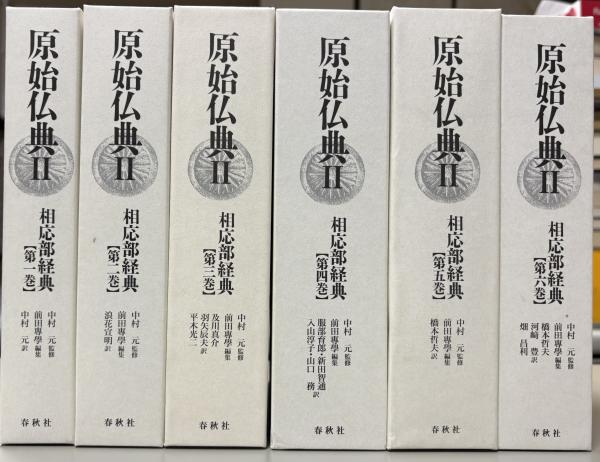 原始仏典II
相応部経典
【第一巻】
中村 元 監修
前田專學 編集
中村 元 訳
春秋社
原始仏典II
相応部経典
【第二巻】
中村 元 監修
前田專學 編集
浪花宣明 訳
春秋社
原始仏典II
相応部経典
【第三巻】
中村 元 監修
前田專學 編集
及川真介
羽矢辰夫 訳
平木光二
春秋社
原始仏典II
相応部経典
【第四巻】
中村 元 監修
前田專學 編集
服部育郎・新田智通
入山淳子・山口 務 訳
春秋社
原始仏典II
相応部経典
【第五巻】
中村 元 監修
前田專學 編集
橋本哲夫 訳
春秋社
原始仏典II
相応部経典
【第六巻】
中村 元 監修
前田專學 編集
橋本哲夫
河﨑 豊 訳
畑 昌利
春秋社